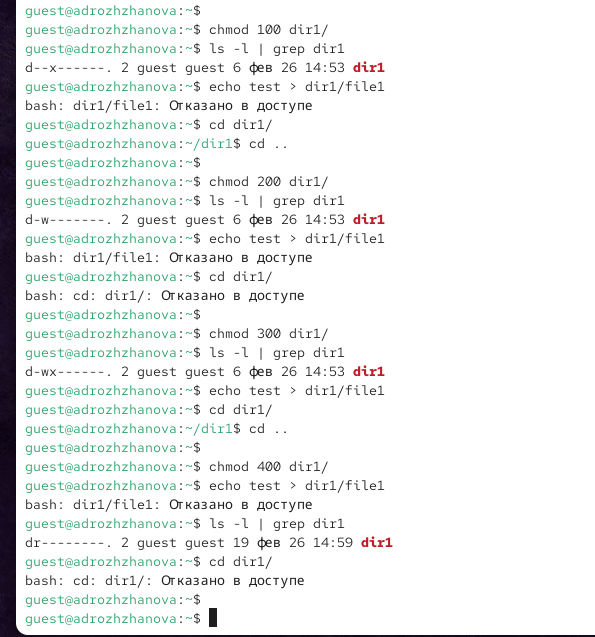 guest@adrozhzhanova:~$
guest@adrozhzhanova:~$ chmod 100 dir1/
guest@adrozhzhanova:~$ ls -l | grep dir1
d--x------. 2 guest guest 6 фев 26 14:53 dir1
guest@adrozhzhanova:~$ echo test > dir1/file1
bash: dir1/file1: Отказано в доступе
guest@adrozhzhanova:~$ cd dir1/
guest@adrozhzhanova:~/dir1$ cd ..
guest@adrozhzhanova:~$
guest@adrozhzhanova:~$ chmod 200 dir1/
guest@adrozhzhanova:~$ ls -l | grep dir1
d-w-------. 2 guest guest 6 фев 26 14:53 dir1
guest@adrozhzhanova:~$ echo test > dir1/file1
bash: dir1/file1: Отказано в доступе
guest@adrozhzhanova:~$ cd dir1/
bash: cd: dir1/: Отказано в доступе
guest@adrozhzhanova:~$
guest@adrozhzhanova:~$ chmod 300 dir1/
guest@adrozhzhanova:~$ ls -l | grep dir1
d-wx------. 2 guest guest 6 фев 26 14:53 dir1
guest@adrozhzhanova:~$ echo test > dir1/file1
guest@adrozhzhanova:~$ cd dir1/
guest@adrozhzhanova:~/dir1$ cd ..
guest@adrozhzhanova:~$
guest@adrozhzhanova:~$ chmod 400 dir1/
guest@adrozhzhanova:~$ echo test > dir1/file1
bash: dir1/file1: Отказано в доступе
guest@adrozhzhanova:~$ ls -l | grep dir1
dr--------. 2 guest guest 19 фев 26 14:59 dir1
guest@adrozhzhanova:~$ cd dir1/
bash: cd: dir1/: Отказано в доступе
guest@adrozhzhanova:~$
guest@adrozhzhanova:~$